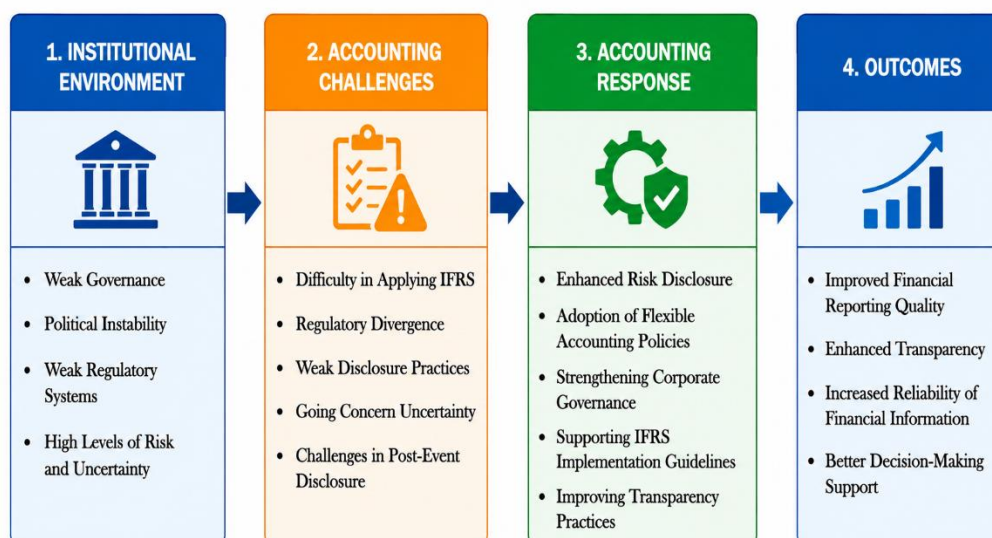 1. INSTITUTIONAL
ENVIRONMENT
• Weak Governance
• Political Instability
• Weak Regulatory
Systems
• High Levels of Risk
and Uncertainty
2. ACCOUNTING
CHALLENGES
• Difficulty in Applying IFRS
• Regulatory Divergence
• Weak Disclosure Practices
• Going Concern Uncertainty
• Challenges in Post-Event
Disclosure
3. ACCOUNTING
RESPONSE
• Enhanced Risk Disclosure
• Adoption of Flexible
Accounting Policies
• Strengthening Corporate
Governance
• Supporting IFRS
Implementation Guidelines
• Improving Transparency
Practices
4. OUTCOMES
• Improved Financial
Reporting Quality
• Enhanced Transparency
• Increased Reliability of
Financial Information
• Better Decision-Making
Support